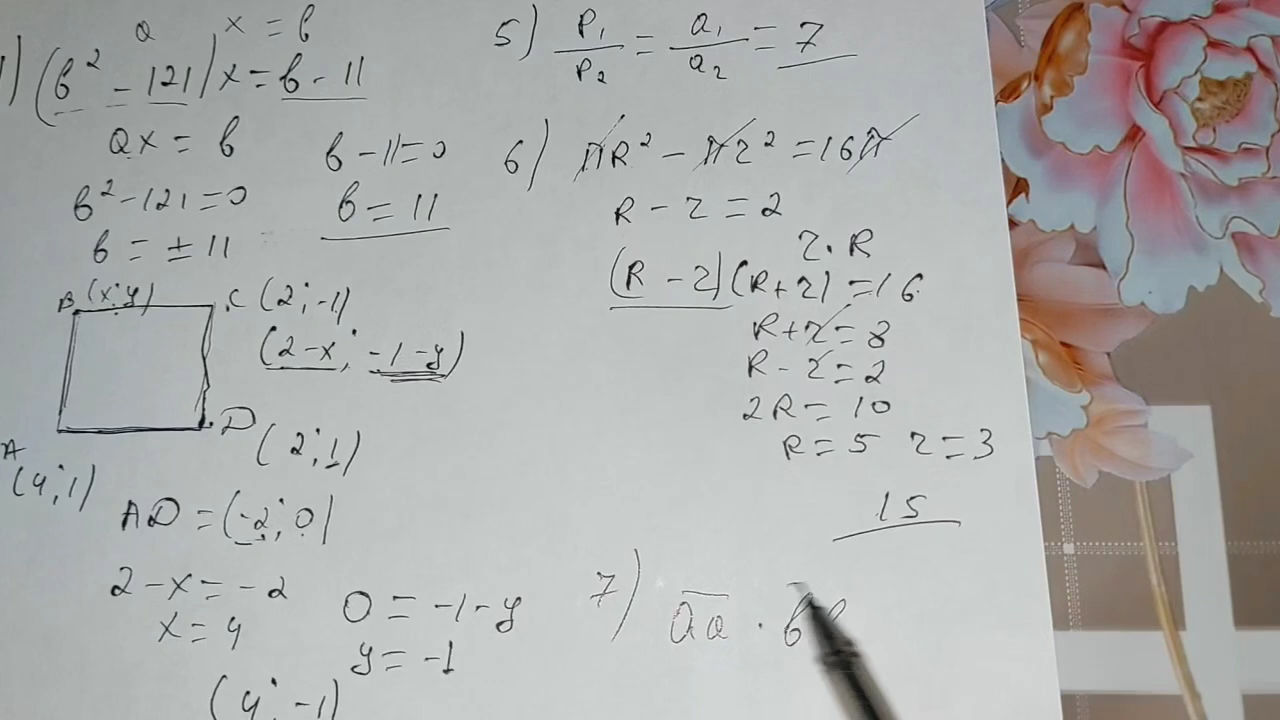 a x = b
1) (b² - 121) x = b - 11
ax = b
b - 11 = 0
b² - 121 = 0
b = 11
b = ± 11
B (x; y)
C (2; -1)
(2 - x; -1 - y)
D
(2; 1)
A
(4; 1)
AD = (-2; 0)
2 - x = -2
x = 4
0 = -1 - y
y = -1
(4; -1)
5) P₁/P₂ = a₁/a₂ = 7
6) πR² - πr² = 16π
R - r = 2
r · R
(R - r)(R + r) = 16
R + r = 8
R - r = 2
2R = 10
R = 5 r = 3
15
7) aa · b